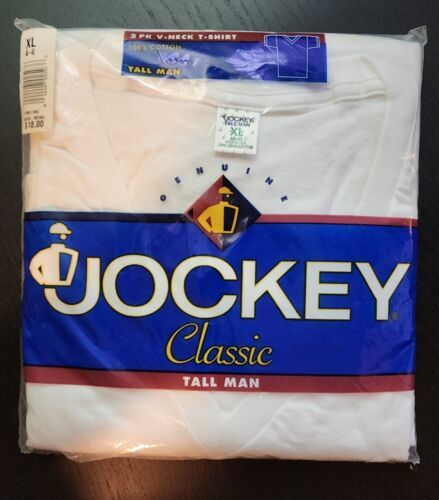 XL
$18.00
2 PK V-NECK T-SHIRT
100% COTTON
TALL MAN
JOCKEY
TALL MAN
XL
GENUINE
JOCKEY®
Classic
TALL MAN